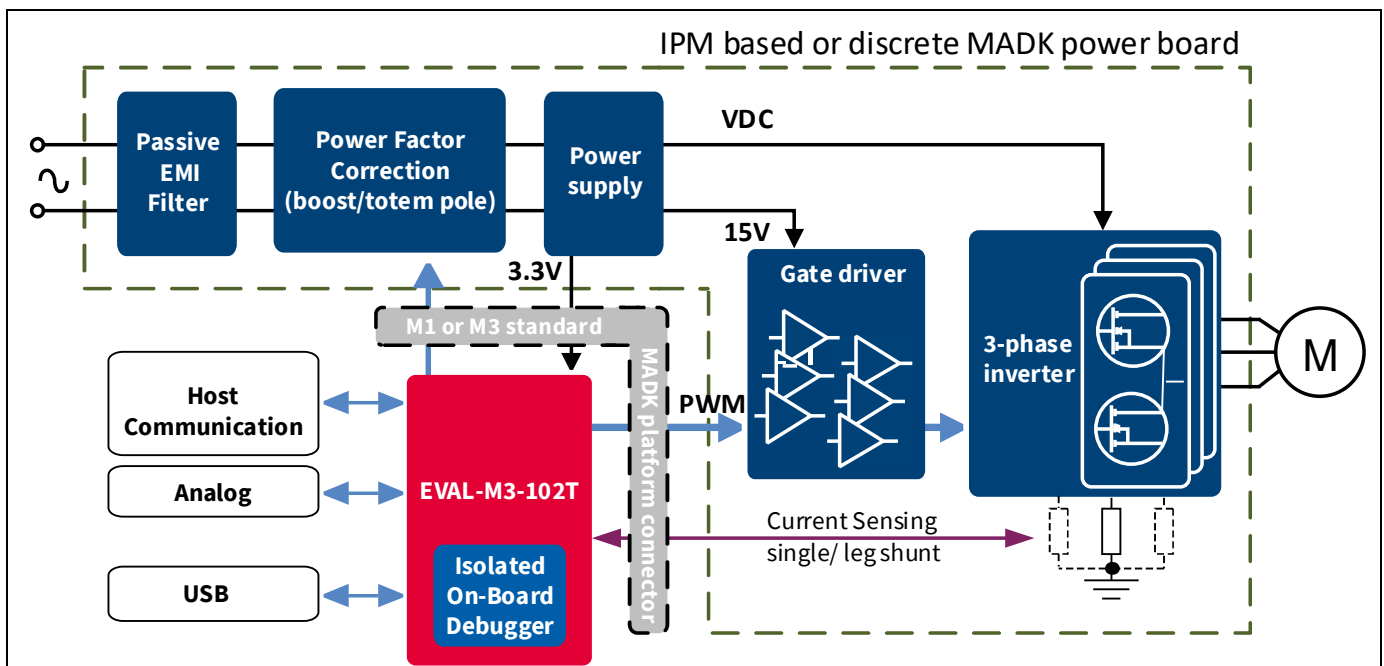 IPM based or discrete MADK power board
Passive
EMI
Filter
Power Factor
Correction
(boost/totem pole)
Power
supply
VDC
15V
3.3V
Gate driver
3-phase
inverter
M
M1 or M3 standard
MADK platform connector
Host
Communication
Analog
USB
EVAL-M3-102T
Isolated
On-Board
Debugger
PWM
Current Sensing
single/ leg shunt